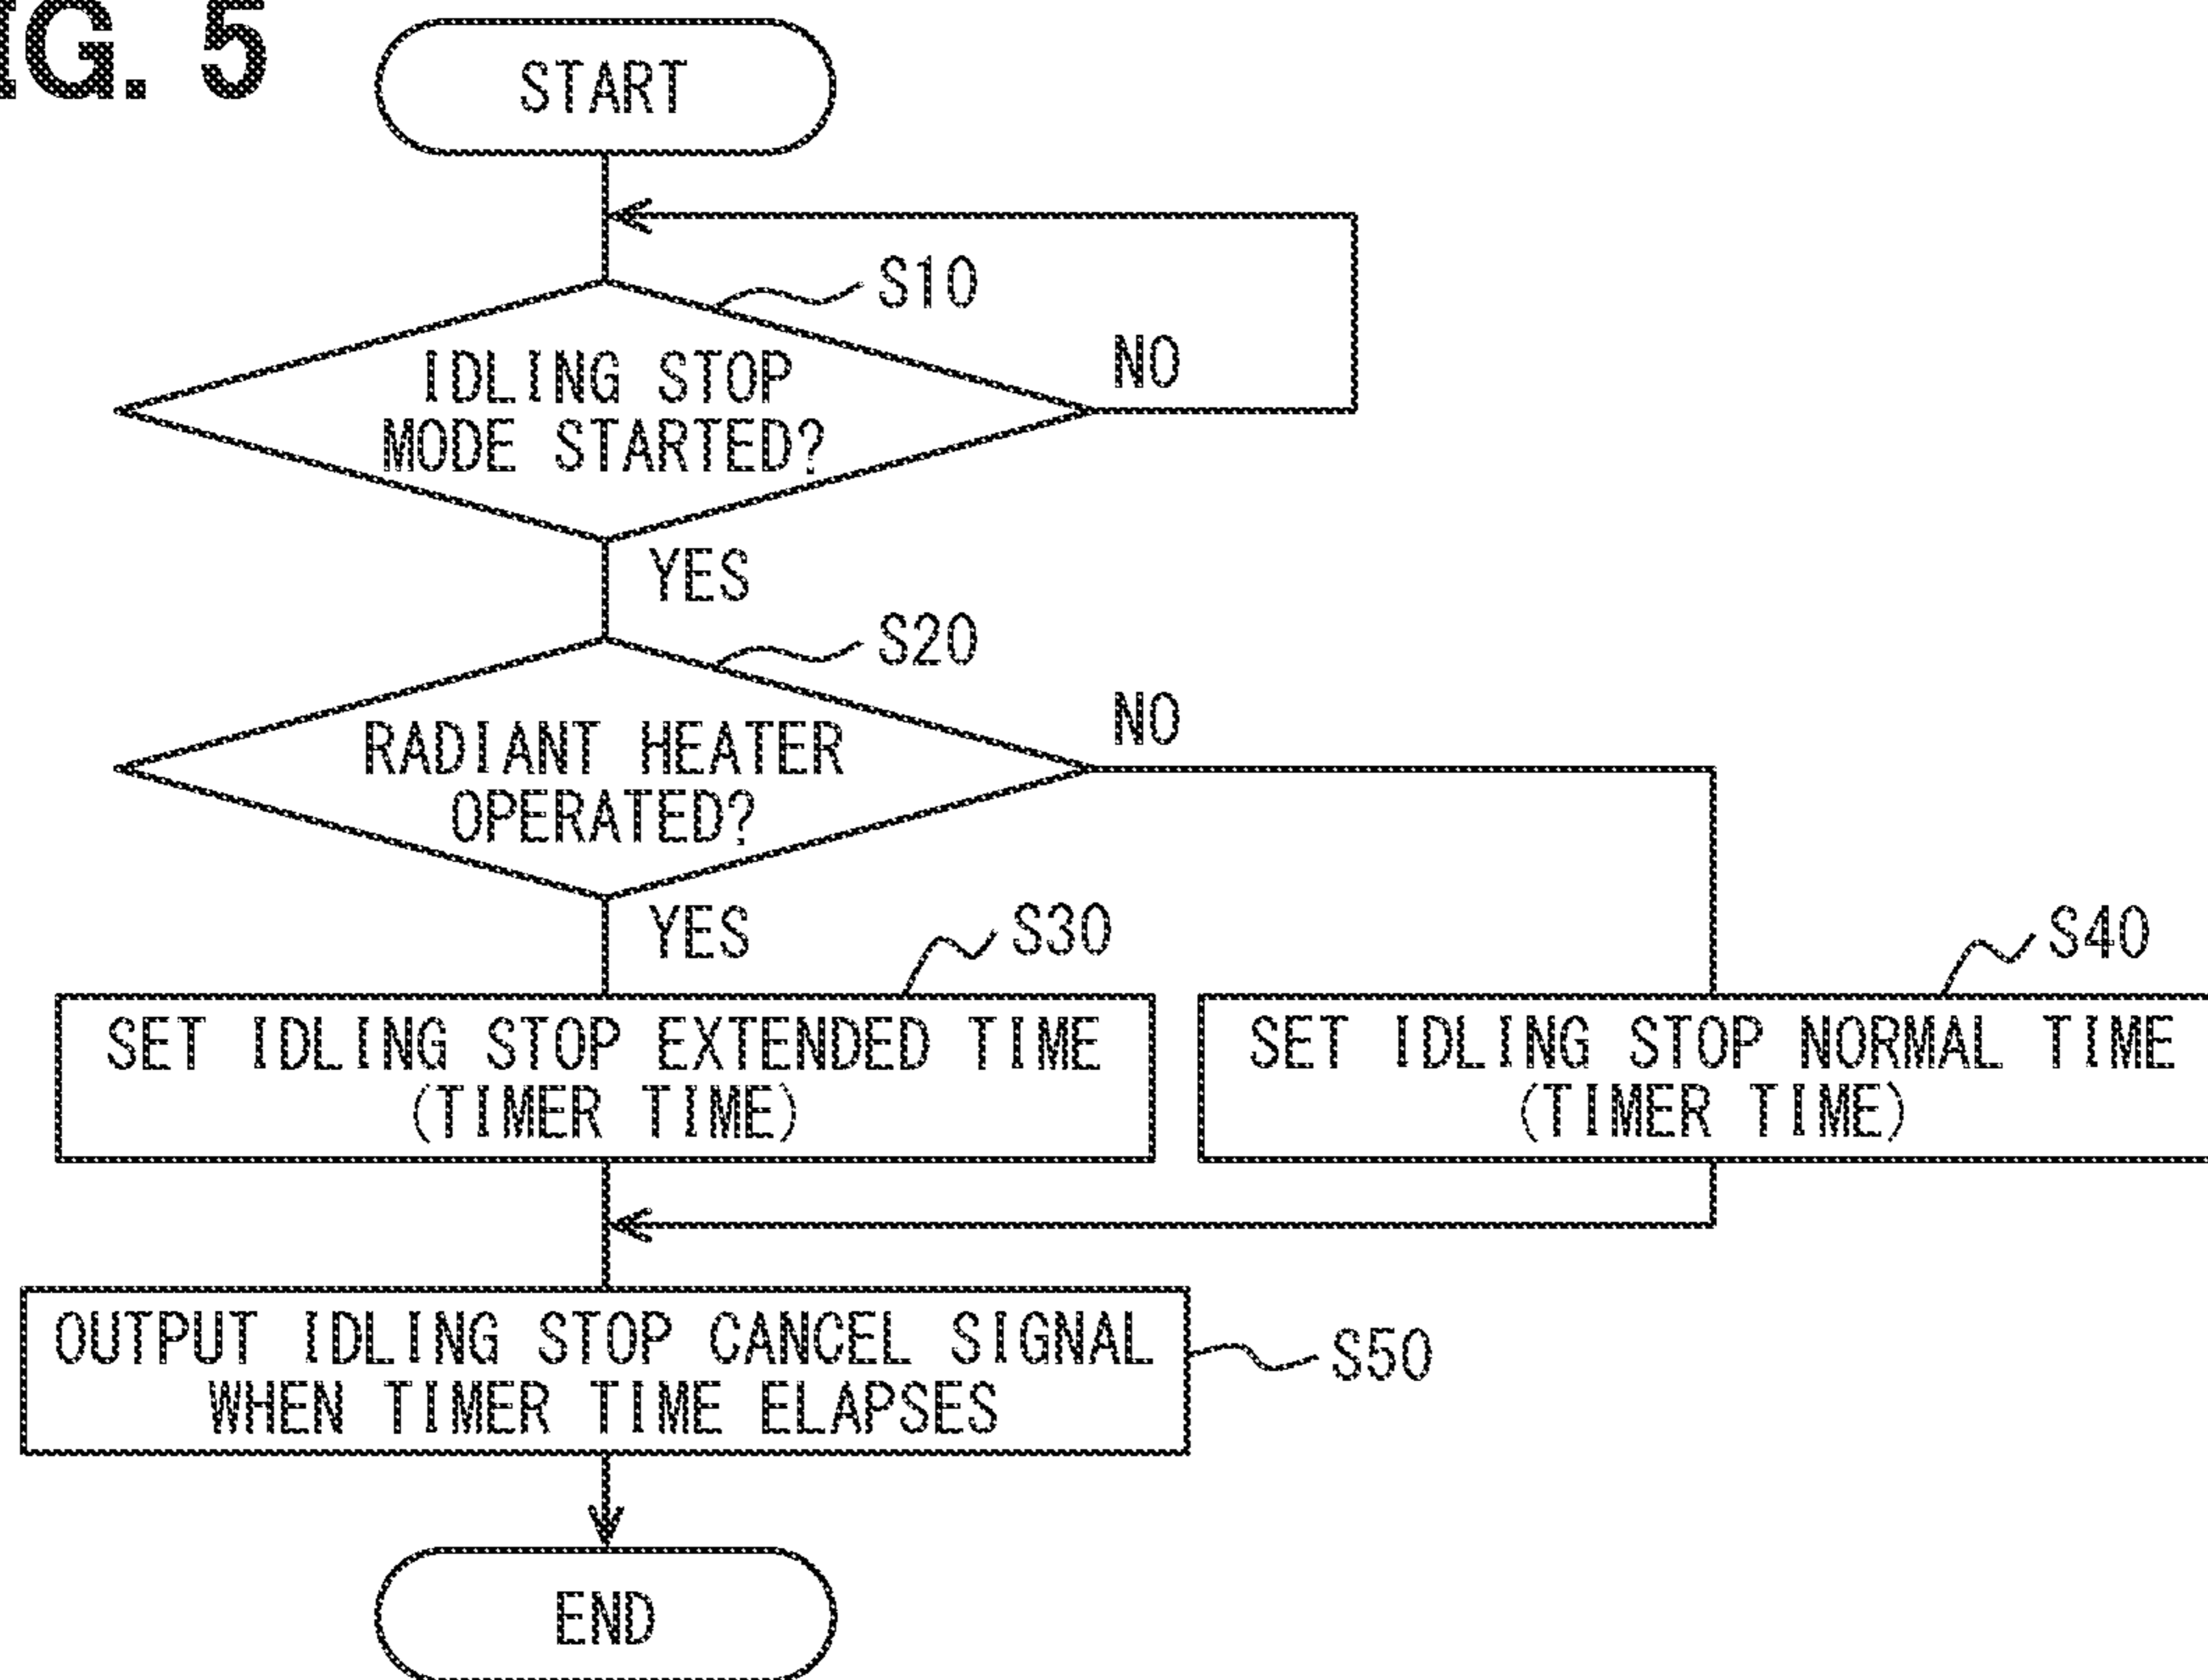 IG. 5
START
S10
IDLING STOP
MODE STARTED?
NO
YES
S20
RADIANT HEATER
OPERATED?
NO
YES
S30
S40
SET IDLING STOP EXTENDED TIME
(TIMER TIME)
SET IDLING STOP NORMAL TIME
(TIMER TIME)
OUTPUT IDLING STOP CANCEL SIGNAL
WHEN TIMER TIME ELAPSES
S50
END